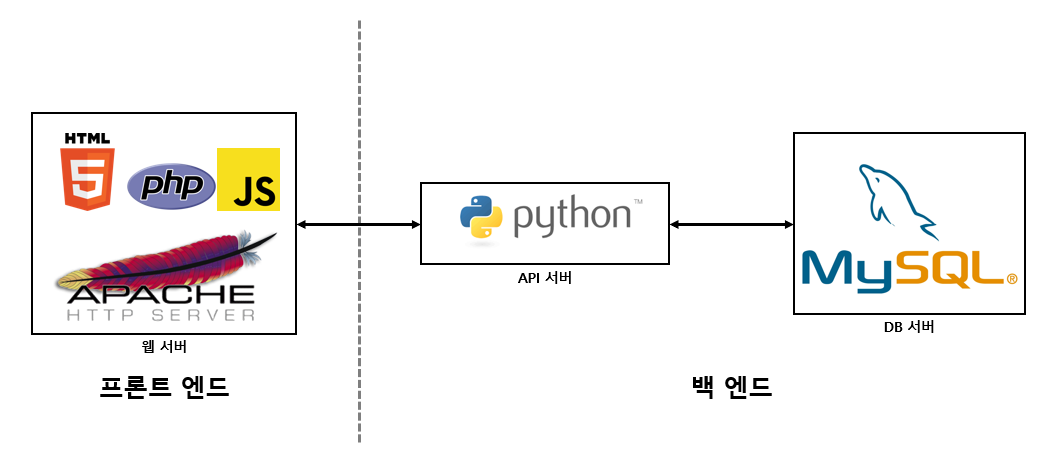 HTML
5
php
JS
APACHE
HTTP SERVER
웹 서버
프론트 엔드
python™
API 서버
MySQL®
DB 서버
백 엔드